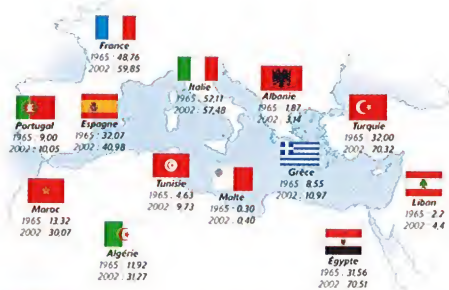 France
1965 : 48,76
2002 : 59,85
Italie
1965 : 52,11
2002 : 57,48
Albanie
1965 : 1,87
2002 : 3,14
Portugal
1965 : 9,00
2002 : 10,05
Espagne
1965 : 32,07
2002 : 40,98
Turquie
1965 : 32,00
2002 : 70,32
Tunisie
1965 : 4,63
2002 : 9,73
Malte
1965 : 0,30
2002 : 0,40
Grèce
1965 : 8,55
2002 : 10,97
Liban
1965 : 2,2
2002 : 4,4
Maroc
1965 : 13,32
2002 : 30,07
Algérie
1965 : 11,92
2002 : 31,27
Égypte
1965 : 31,56
2002 : 70,51